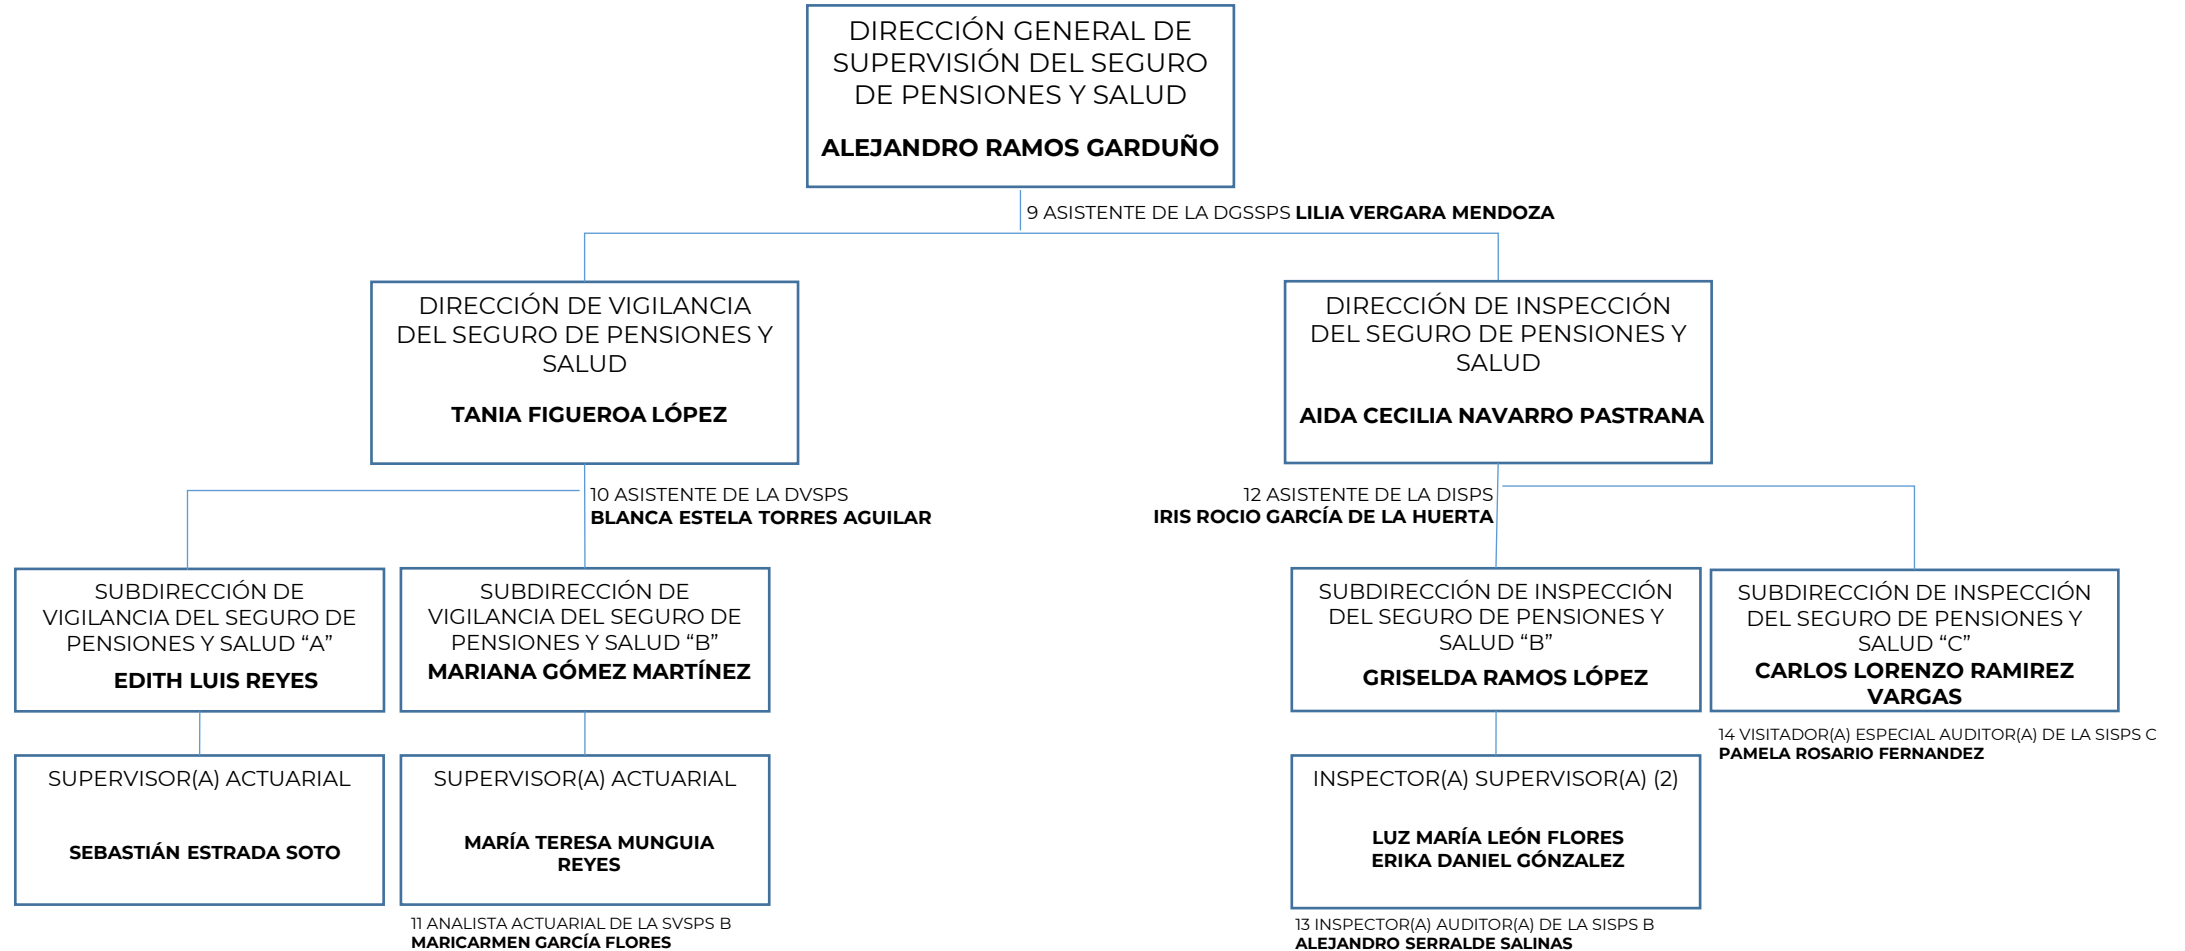 DIRECCIÓN GENERAL DE
SUPERVISIÓN DEL SEGURO
DE PENSIONES Y SALUD
ALEJANDRO RAMOS GARDUÑO
9 ASISTENTE DE LA DGSSPS LILIA VERGARA MENDOZA
DIRECCIÓN DE VIGILANCIA
DEL SEGURO DE PENSIONES Y
SALUD
TANIA FIGUEROA LÓPEZ
DIRECCIÓN DE INSPECCIÓN
DEL SEGURO DE PENSIONES Y
SALUD
AIDA CECILIA NAVARRO PASTRANA
10 ASISTENTE DE LA DVSPS
BLANCA ESTELA TORRES AGUILAR
12 ASISTENTE DE LA DISPS
IRIS ROCIO GARCÍA DE LA HUERTA
SUBDIRECCIÓN DE
VIGILANCIA DEL SEGURO DE
PENSIONES Y SALUD “A”
EDITH LUIS REYES
SUBDIRECCIÓN DE
VIGILANCIA DEL SEGURO DE
PENSIONES Y SALUD “B”
MARIANA GÓMEZ MARTÍNEZ
SUBDIRECCIÓN DE INSPECCIÓN
DEL SEGURO DE PENSIONES Y
SALUD “B”
GRISELDA RAMOS LÓPEZ
SUBDIRECCIÓN DE INSPECCIÓN
DEL SEGURO DE PENSIONES Y
SALUD “C”
CARLOS LORENZO RAMIREZ
VARGAS
14 VISITADOR(A) ESPECIAL AUDITOR(A) DE LA SISPS C
PAMELA ROSARIO FERNANDEZ
SUPERVISOR(A) ACTUARIAL
SEBASTIÁN ESTRADA SOTO
SUPERVISOR(A) ACTUARIAL
MARÍA TERESA MUNGUIA
REYES
INSPECTOR(A) SUPERVISOR(A) (2)
LUZ MARÍA LEÓN FLORES
ERIKA DANIEL GÓNZALEZ
11 ANALISTA ACTUARIAL DE LA SVSPS B
MARICARMEN GARCÍA FLORES
13 INSPECTOR(A) AUDITOR(A) DE LA SISPS B
ALEJANDRO SERRALDE SALINAS